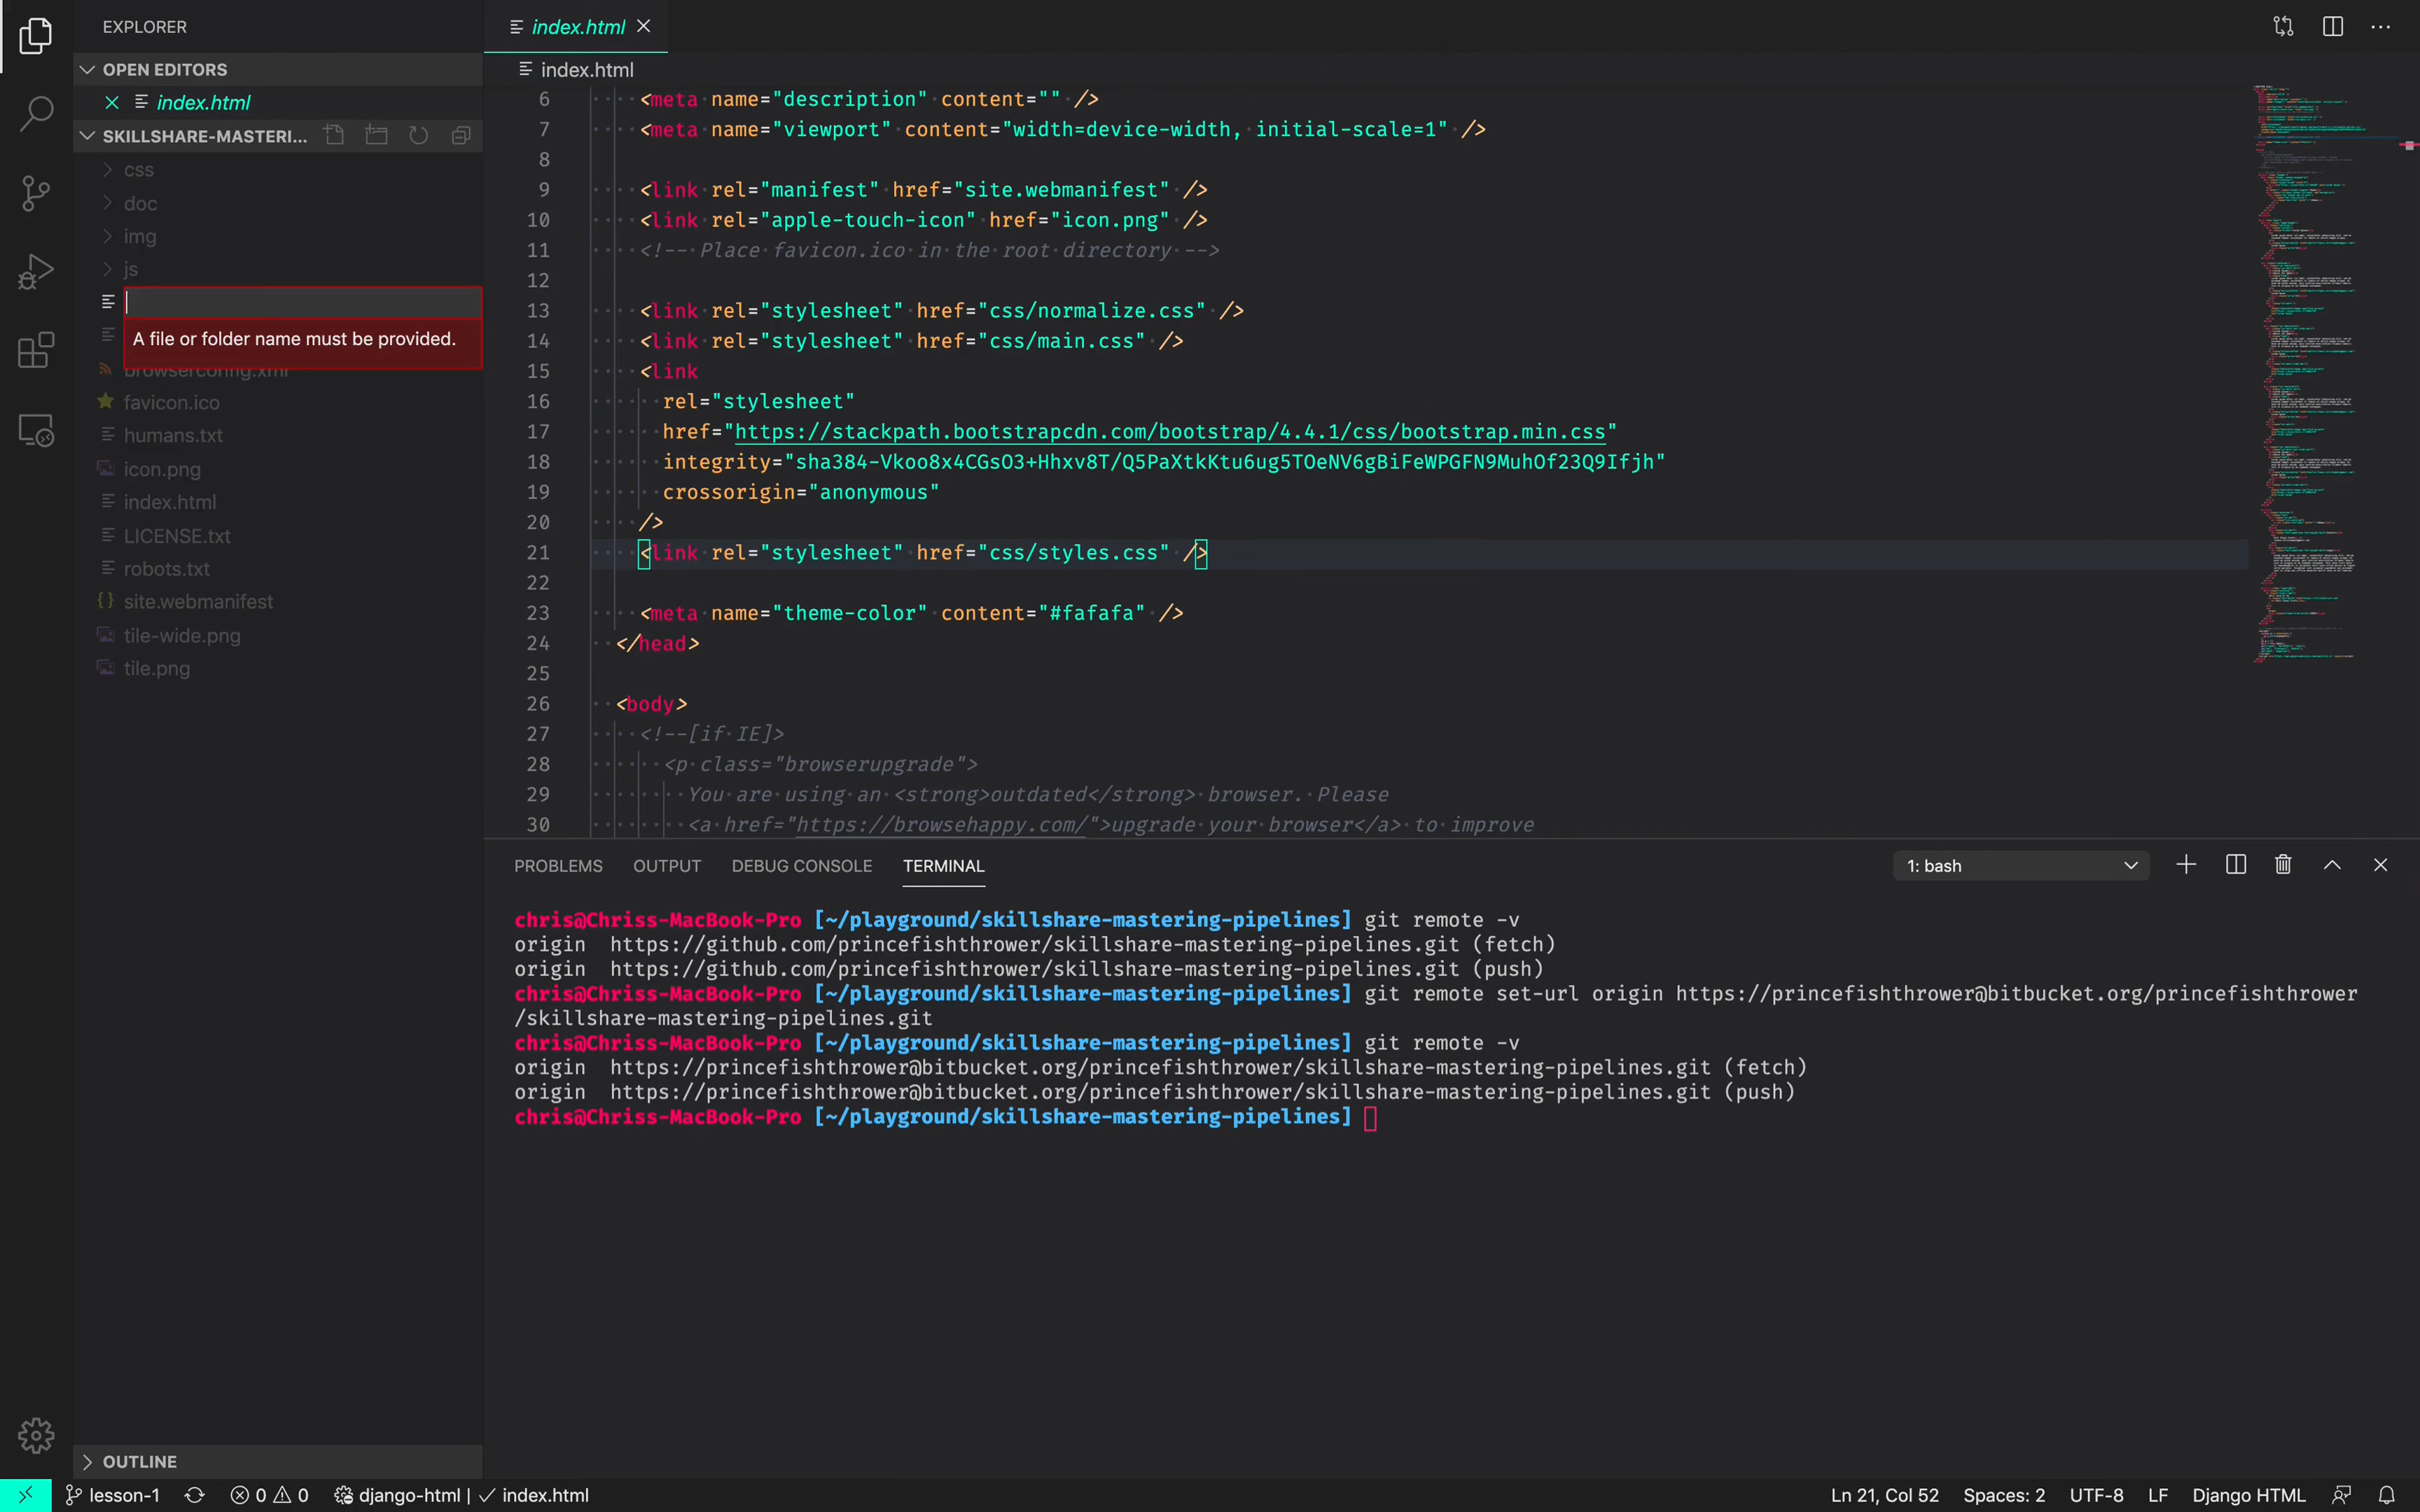 EXPLORER
OPEN EDITORS
index.html
SKILLSHARE-MASTERI...
css
doc
img
js
A file or folder name must be provided.
browserconfig.xml
favicon.ico
humans.txt
icon.png
index.html
LICENSE.txt
robots.txt
site.webmanifest
tile-wide.png
tile.png
OUTLINE
index.html
index.html
6 <meta name="description" content="" />
7 <meta name="viewport" content="width=device-width, initial-scale=1" />
8
9 <link rel="manifest" href="site.webmanifest" />
10 <link rel="apple-touch-icon" href="icon.png" />
11 <!-- Place favicon.ico in the root directory -->
12
13 <link rel="stylesheet" href="css/normalize.css" />
14 <link rel="stylesheet" href="css/main.css" />
15 <link
16 rel="stylesheet"
17 href="https://stackpath.bootstrapcdn.com/bootstrap/4.4.1/css/bootstrap.min.css"
18 integrity="sha384-Vkoo8x4CGsO3+Hhxv8T/Q5PaXtkKtu6ug5TOeNV6gBiFeWPGFN9MuhOf23Q9Ifjh"
19 crossorigin="anonymous"
20 />
21 <link rel="stylesheet" href="css/styles.css" />
22
23 <meta name="theme-color" content="#fafafa" />
24 </head>
25
26 <body>
27 <!--[if IE]>
28 <p class="browserupgrade">
29 You are using an <strong>outdated</strong> browser. Please
30 <a href="https://browsehappy.com/">upgrade your browser</a> to improve
PROBLEMS OUTPUT DEBUG CONSOLE TERMINAL 1: bash
chris@Chriss-MacBook-Pro [~/playground/skillshare-mastering-pipelines] git remote -v
origin https://github.com/princefishthrower/skillshare-mastering-pipelines.git (fetch)
origin https://github.com/princefishthrower/skillshare-mastering-pipelines.git (push)
chris@Chriss-MacBook-Pro [~/playground/skillshare-mastering-pipelines] git remote set-url origin https://princefishthrower@bitbucket.org/princefishthrower
/skillshare-mastering-pipelines.git
chris@Chriss-MacBook-Pro [~/playground/skillshare-mastering-pipelines] git remote -v
origin https://princefishthrower@bitbucket.org/princefishthrower/skillshare-mastering-pipelines.git (fetch)
origin https://princefishthrower@bitbucket.org/princefishthrower/skillshare-mastering-pipelines.git (push)
chris@Chriss-MacBook-Pro [~/playground/skillshare-mastering-pipelines]
lesson-1 0 0 django-html | index.html Ln 21, Col 52 Spaces: 2 UTF-8 LF Django HTML